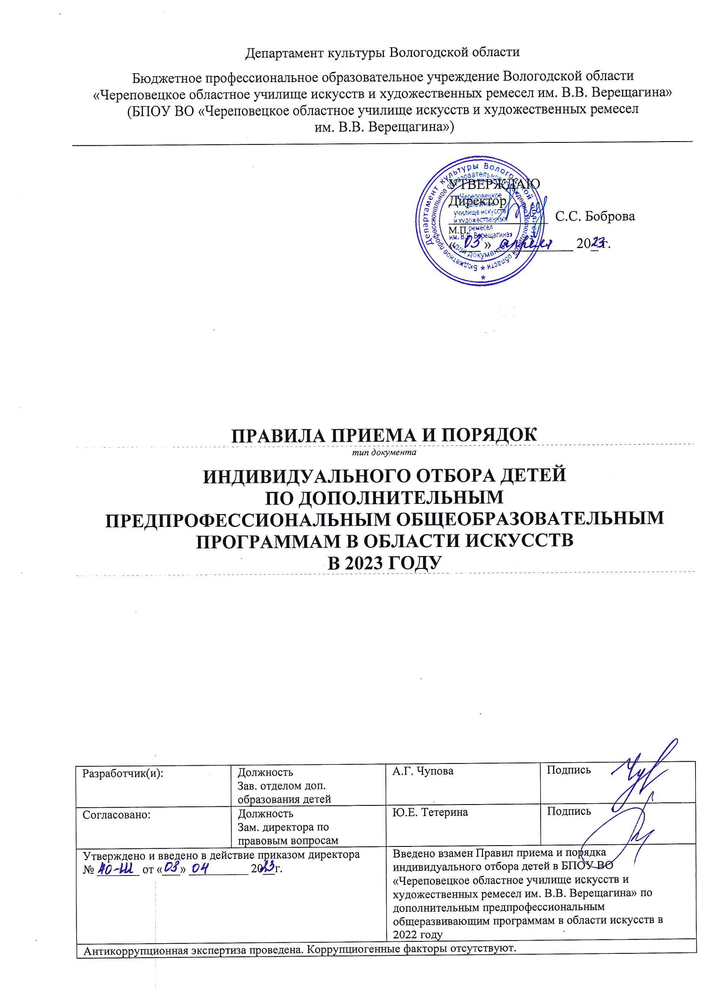 Департамент культуры Вологодской области
Бюджетное профессиональное образовательное учреждение Вологодской области
«Череповецкое областное училище искусств и художественных ремесел им. В.В. Верещагина»
(БПОУ ВО «Череповецкое областное училище искусств и художественных ремесел
им. В.В. Верещагина»)
УТВЕРЖДАЮ
Директор
С.С. Боброва
М.П.
«03» апреля 2023 г.
Департамент культуры Вологодской области
Бюджетное профессиональное образовательное учреждение Вологодской области
«Череповецкое
областное
училище искусств
и художественных
ремесел
им. В.В. Верещагина»
для документов
ПРАВИЛА ПРИЕМА И ПОРЯДОК
тип документа
ИНДИВИДУАЛЬНОГО ОТБОРА ДЕТЕЙ
ПО ДОПОЛНИТЕЛЬНЫМ
ПРЕДПРОФЕССИОНАЛЬНЫМ ОБЩЕОБРАЗОВАТЕЛЬНЫМ
ПРОГРАММАМ В ОБЛАСТИ ИСКУССТВ
В 2023 ГОДУ
Разработчик(и):
Должность
Зав. отделом доп.
образования детей
А.Г. Чупова
Подпись
Согласовано:
Должность
Зам. директора по
правовым вопросам
Ю.Е. Тетерина
Подпись
Утверждено и введено в действие приказом директора
№ от «03» 04 2023г.
Введено взамен Правил приема и порядка
индивидуального отбора детей в БПОУ ВО
«Череповецкое областное училище искусств и
художественных ремесел им. В.В. Верещагина» по
дополнительным предпрофессиональным
общеразвивающим программам в области искусств в
2022 году
Антикоррупционная экспертиза проведена. Коррупциогенные факторы отсутствуют.